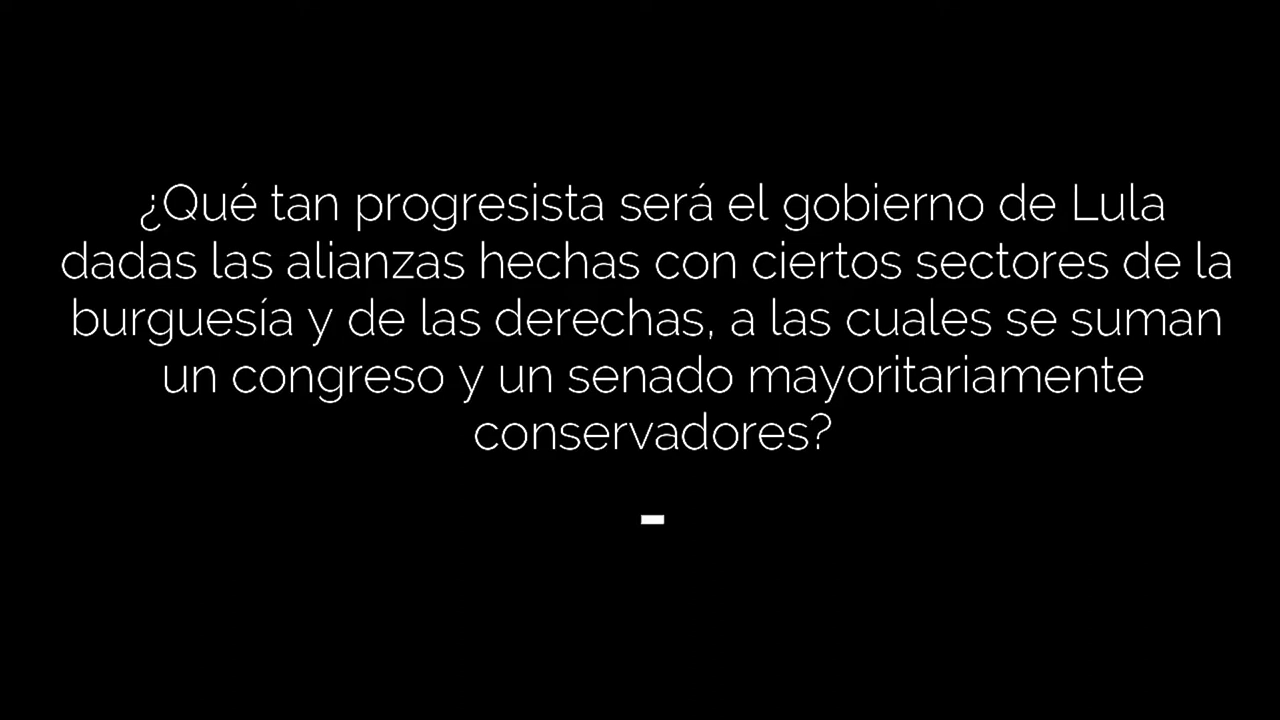 ¿Qué tan progresista será el gobierno de Lula
dadas las alianzas hechas con ciertos sectores de la
burguesía y de las derechas, a las cuales se suman
un congreso y un senado mayoritariamente
conservadores?
-